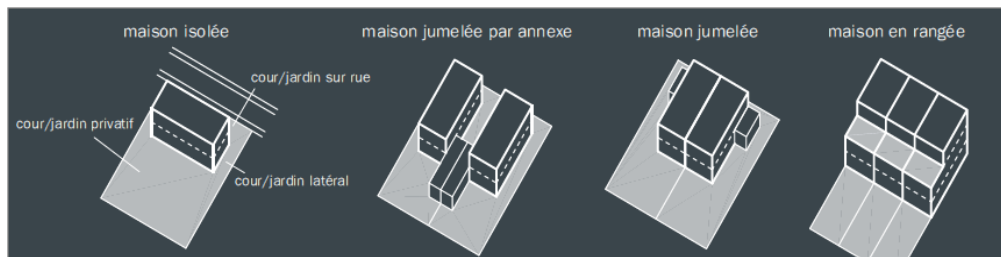 maison isolée
maison jumelée par annexe
maison jumelée
maison en rangée
cour/jardin sur rue
cour/jardin privatif
cour/jardin latéral